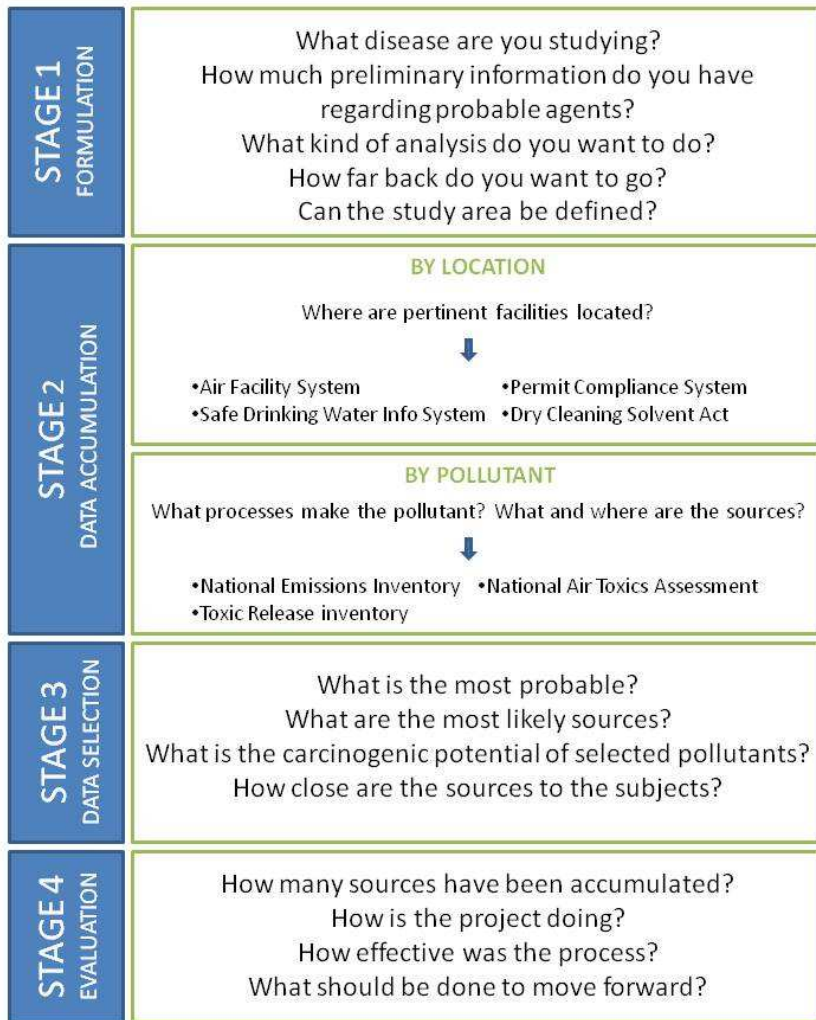 STAGE 1
FORMULATION
What disease are you studying?
How much preliminary information do you have
regarding probable agents?
What kind of analysis do you want to do?
How far back do you want to go?
Can the study area be defined?
STAGE 2
DATA ACCUMULATION
BY LOCATION
Where are pertinent facilities located?
•Air Facility System •Permit Compliance System
•Safe Drinking Water Info System •Dry Cleaning Solvent Act
BY POLLUTANT
What processes make the pollutant? What and where are the sources?
•National Emissions Inventory •National Air Toxics Assessment
•Toxic Release inventory
STAGE 3
DATA SELECTION
What is the most probable?
What are the most likely sources?
What is the carcinogenic potential of selected pollutants?
How close are the sources to the subjects?
STAGE 4
EVALUATION
How many sources have been accumulated?
How is the project doing?
How effective was the process?
What should be done to move forward?